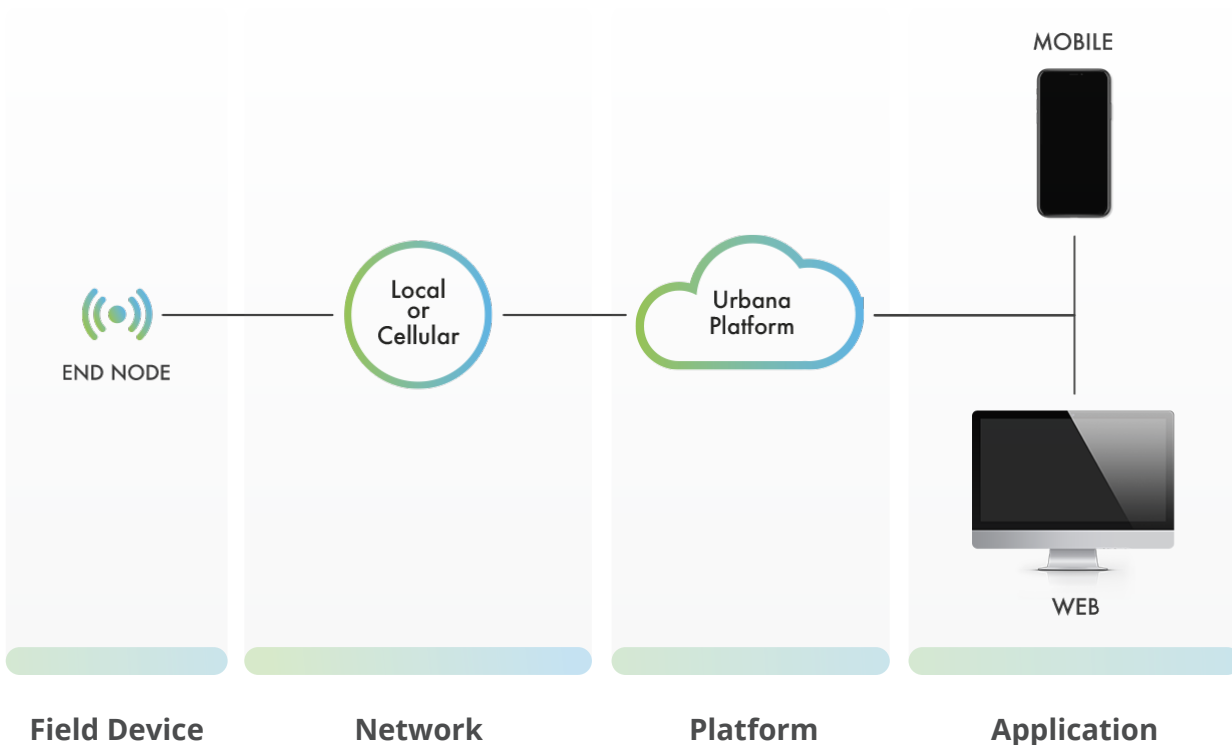 MOBILE
END NODE
Local
or
Cellular
Urbana
Platform
WEB
Field Device
Network
Platform
Application